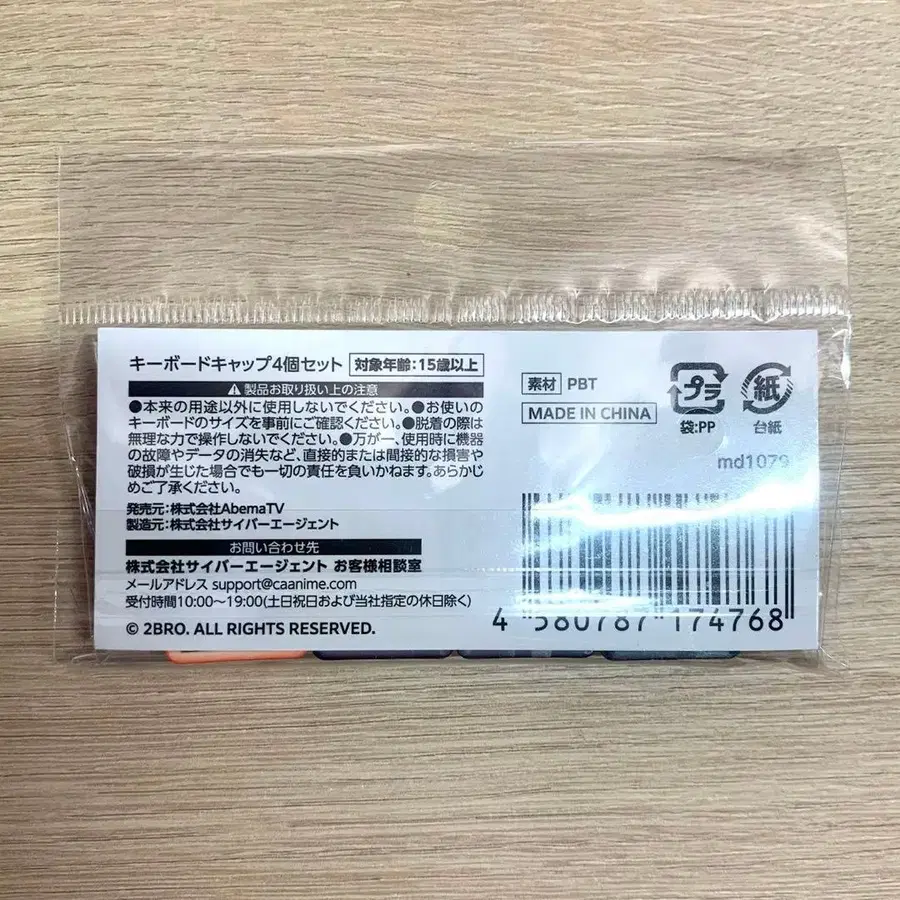 キーボードキャップ4個セット 対象年齢:15歳以上
製品お取り扱い上の注意
●本来の用途以外に使用しないでください。●お使いの
キーボードのサイズを事前にご確認ください。●脱着の際は
無理な力で操作しないでください。●万が一、使用時に機器
の故障やデータの消失など、直接的または間接的な損害や
破損が生じた場合でも一切の責任を負いかねます。あらかじ
めご了承ください。
発売元:株式会社AbemaTV
製造元:株式会社サイバーエージェント
お問い合わせ先
株式会社サイバーエージェント お客様相談室
メールアドレス support@caanime.com
受付時間10:00〜19:00(土日祝日および当社指定の休日除く)
© 2BRO. ALL RIGHTS RESERVED.
素材 PBT
MADE IN CHINA
プラ
袋:PP
紙
台紙
md1079
4 580787 174768